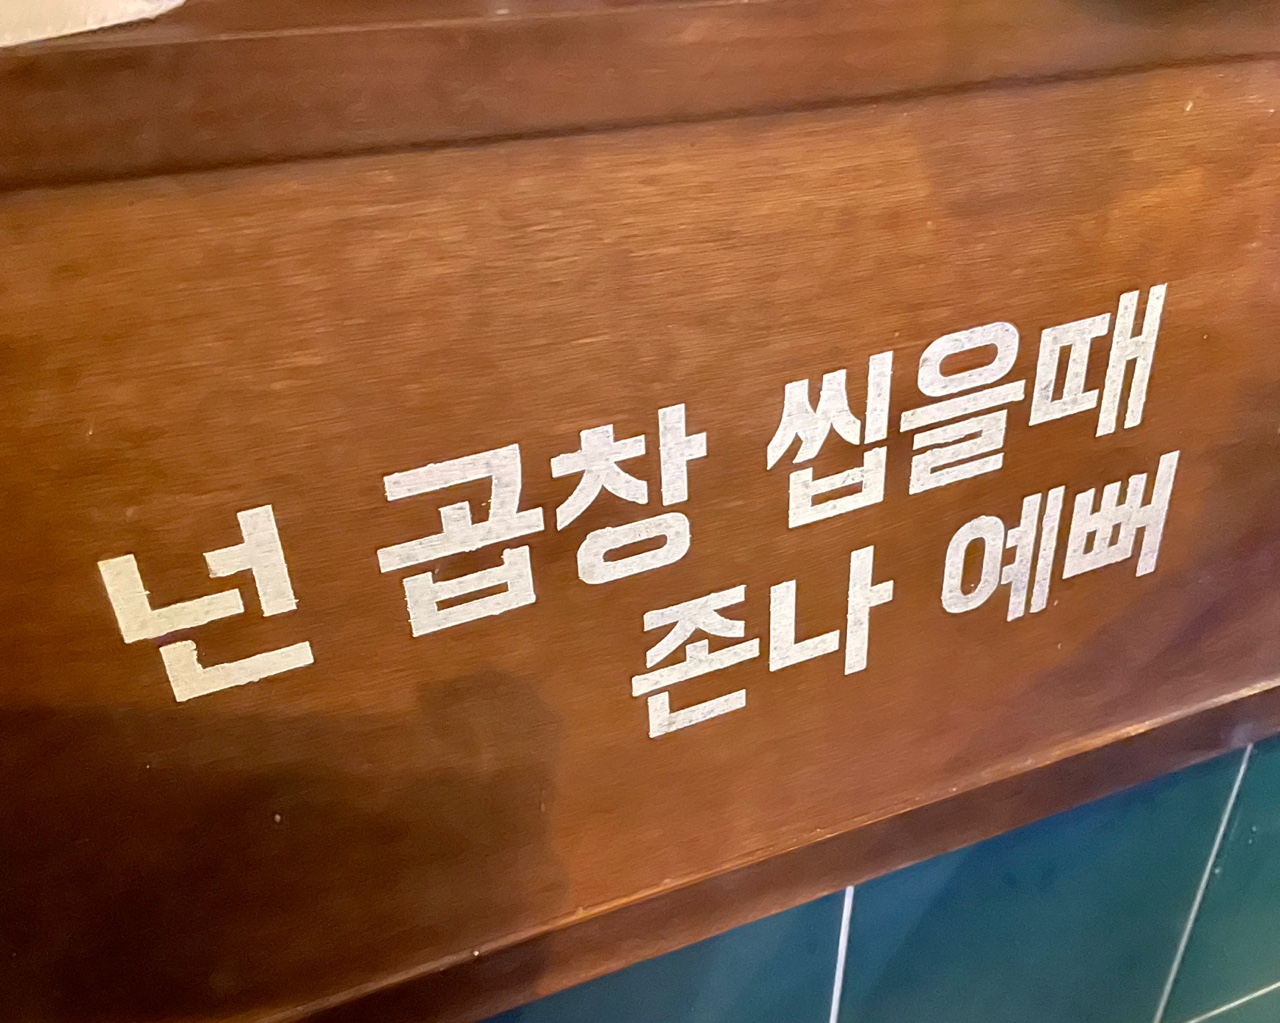 넌 곱창 씹을때
존나 예뻐